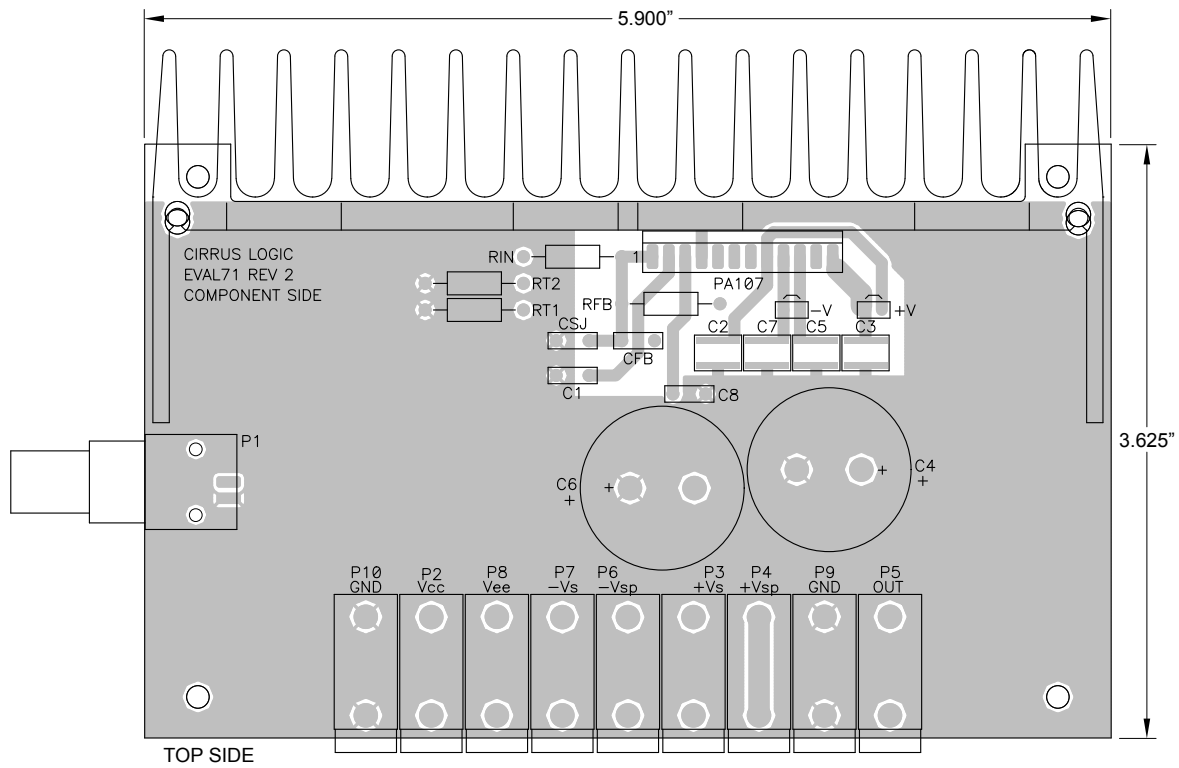 5.900”
CIRRUS LOGIC
EVAL71 REV 2
COMPONENT SIDE
RIN
1
PA107
RT2
RFB
RT1
-V
+V
CSJ
C2
C7
C5
C3
CFB
C1
C8
3.625”
P1
C6
+
+
+
C4
+
P10
GND
P2
Vcc
P8
Vee
P7
-Vs
P6
-Vsp
P3
+Vs
P4
+Vsp
P9
GND
P5
OUT
TOP SIDE